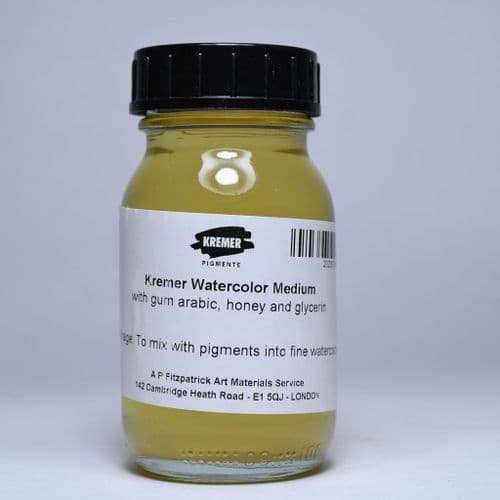 KREMER
PIGMENTE
Kremer Watercolor Medium
with gum arabic, honey and glycerin
To mix with pigments into fine
A P Fitzpatrick Art Materials Service
142 Cambridge Heath Road - E1 5QJ - LONDON